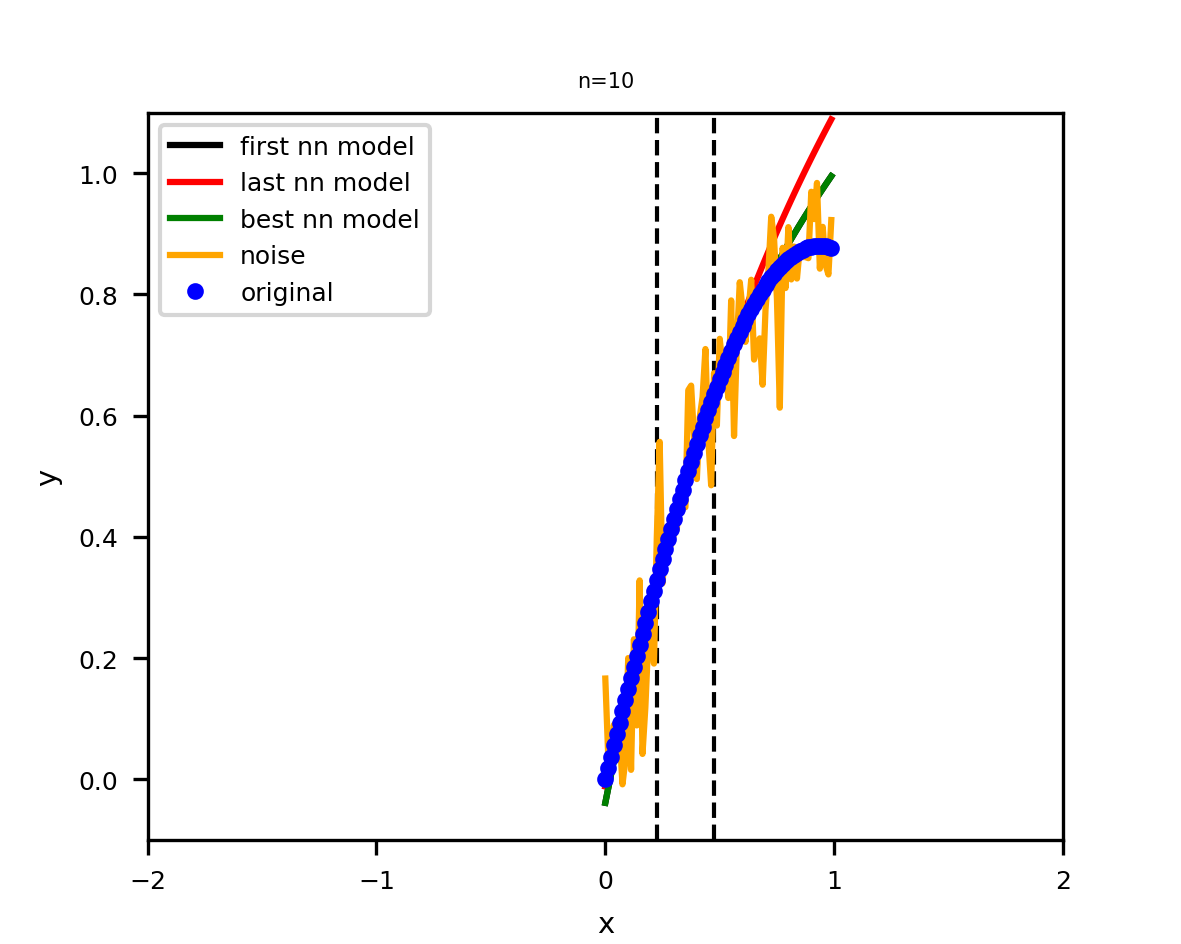 n=10
first nn model
last nn model
best nn model
noise
original
1.0
0.8
0.6
0.4
0.2
0.0
y
−2 −1 0 1 2
x